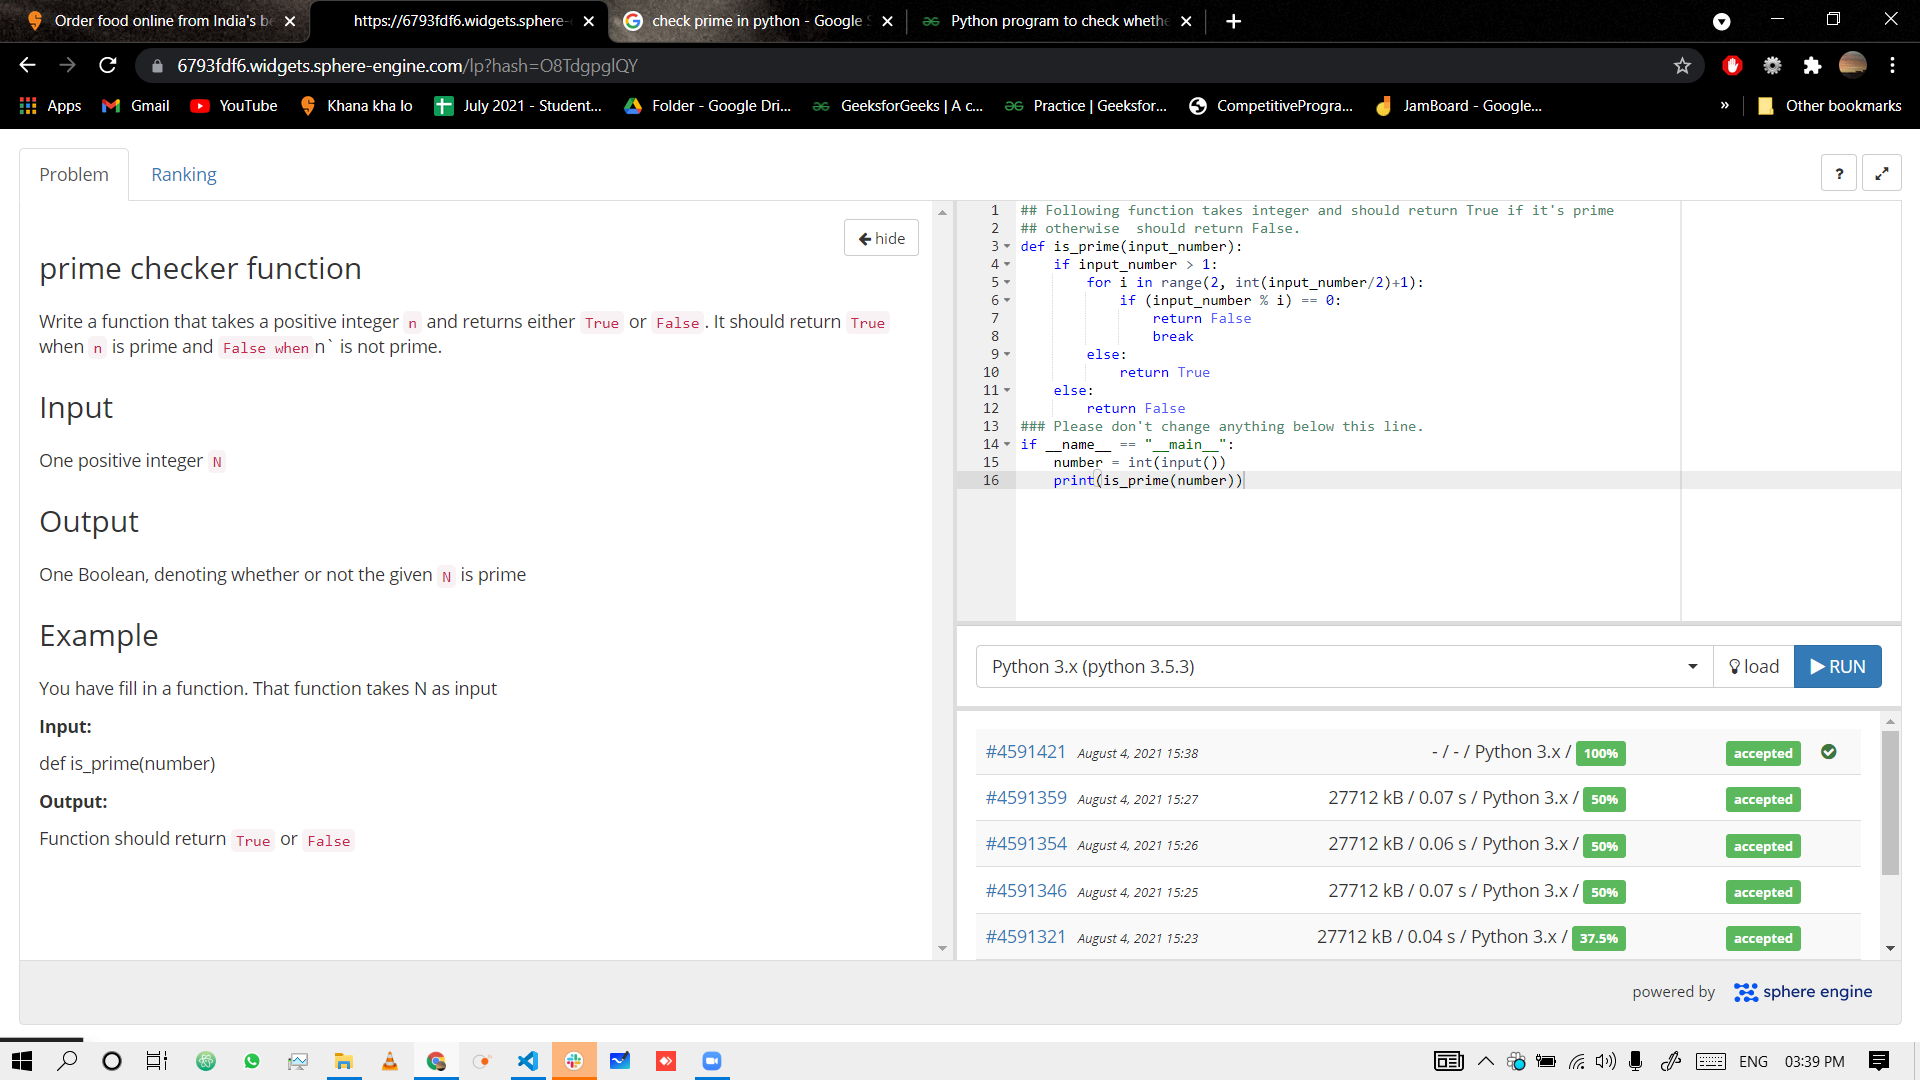 Order food online from India's be
https://6793fdf6.widgets.sphere-
check prime in python - Google S
Python program to check whethe
6793fdf6.widgets.sphere-engine.com/lp?hash=O8TdgpglQY
Apps
Gmail
YouTube
Khana kha lo
July 2021 - Student...
Folder - Google Dri...
GeeksforGeeks | A c...
Practice | Geeksfor...
CompetitiveProgra...
JamBoard - Google...
»
Other bookmarks
Problem
Ranking
?
hide
prime checker function
Write a function that takes a positive integer n and returns either True or False. It should return True
when n is prime and False when n` is not prime.
Input
One positive integer N
Output
One Boolean, denoting whether or not the given N is prime
Example
You have fill in a function. That function takes N as input
Input:
def is_prime(number)
Output:
Function should return True or False
1 ## Following function takes integer and should return True if it's prime
2 ## otherwise  should return False.
3 def is_prime(input_number):
4     if input_number > 1:
5         for i in range(2, int(input_number/2)+1):
6             if (input_number % i) == 0:
7                 return False
8                 break
9         else:
10             return True
11     else:
12         return False
13 ### Please don't change anything below this line.
14 if __name__ == "__main__":
15     number = int(input())
16     print(is_prime(number))
Python 3.x (python 3.5.3)
load
RUN
#4591421 August 4, 2021 15:38 - / - / Python 3.x / 100% accepted
#4591359 August 4, 2021 15:27 27712 kB / 0.07 s / Python 3.x / 50% accepted
#4591354 August 4, 2021 15:26 27712 kB / 0.06 s / Python 3.x / 50% accepted
#4591346 August 4, 2021 15:25 27712 kB / 0.07 s / Python 3.x / 50% accepted
#4591321 August 4, 2021 15:23 27712 kB / 0.04 s / Python 3.x / 37.5% accepted
powered by sphere engine
ENG
03:39 PM